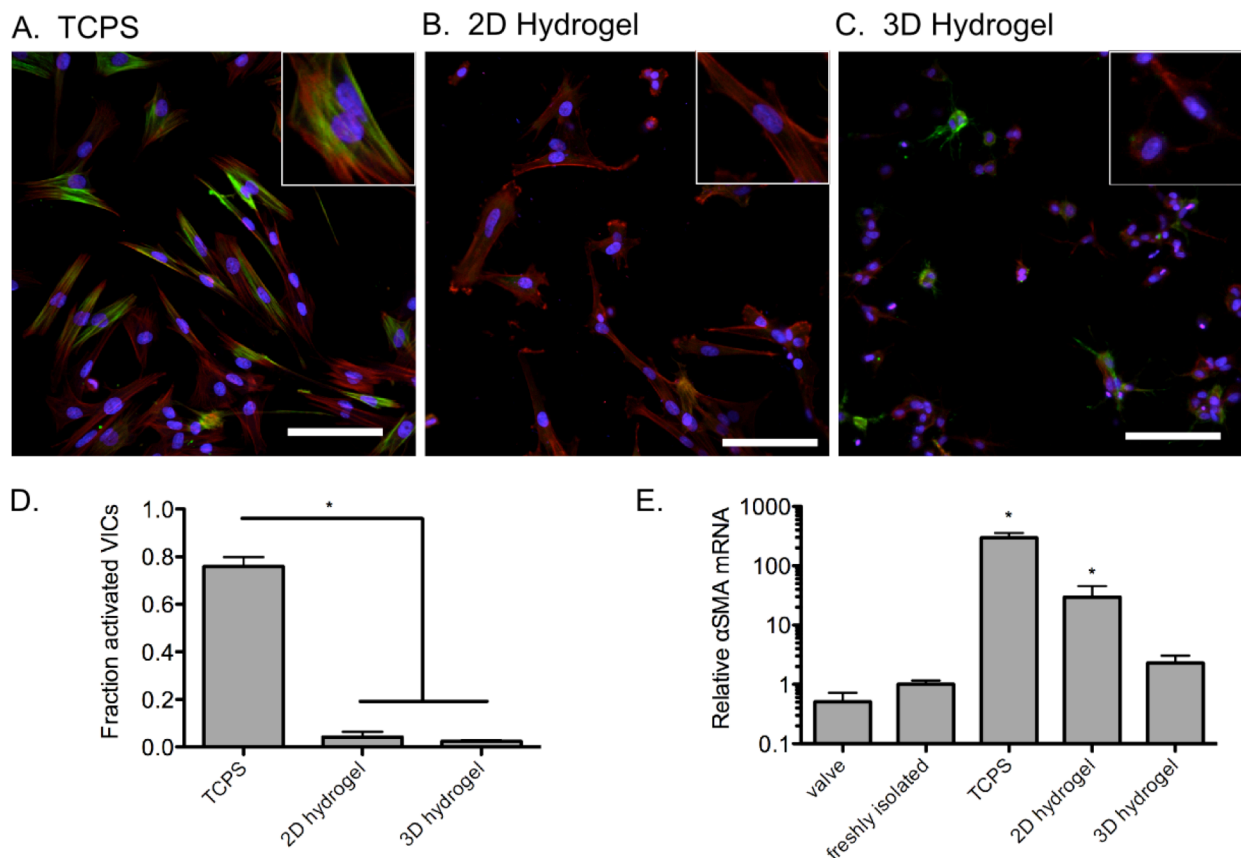 A. TCPS
B. 2D Hydrogel
C. 3D Hydrogel
D.
Fraction activated VICs
1.0
0.8
0.6
0.4
0.2
0.0
*
TCPS
2D hydrogel
3D hydrogel
E.
Relative αSMA mRNA
1000
100
10
1
0.1
*
*
valve
freshly isolated
TCPS
2D hydrogel
3D hydrogel